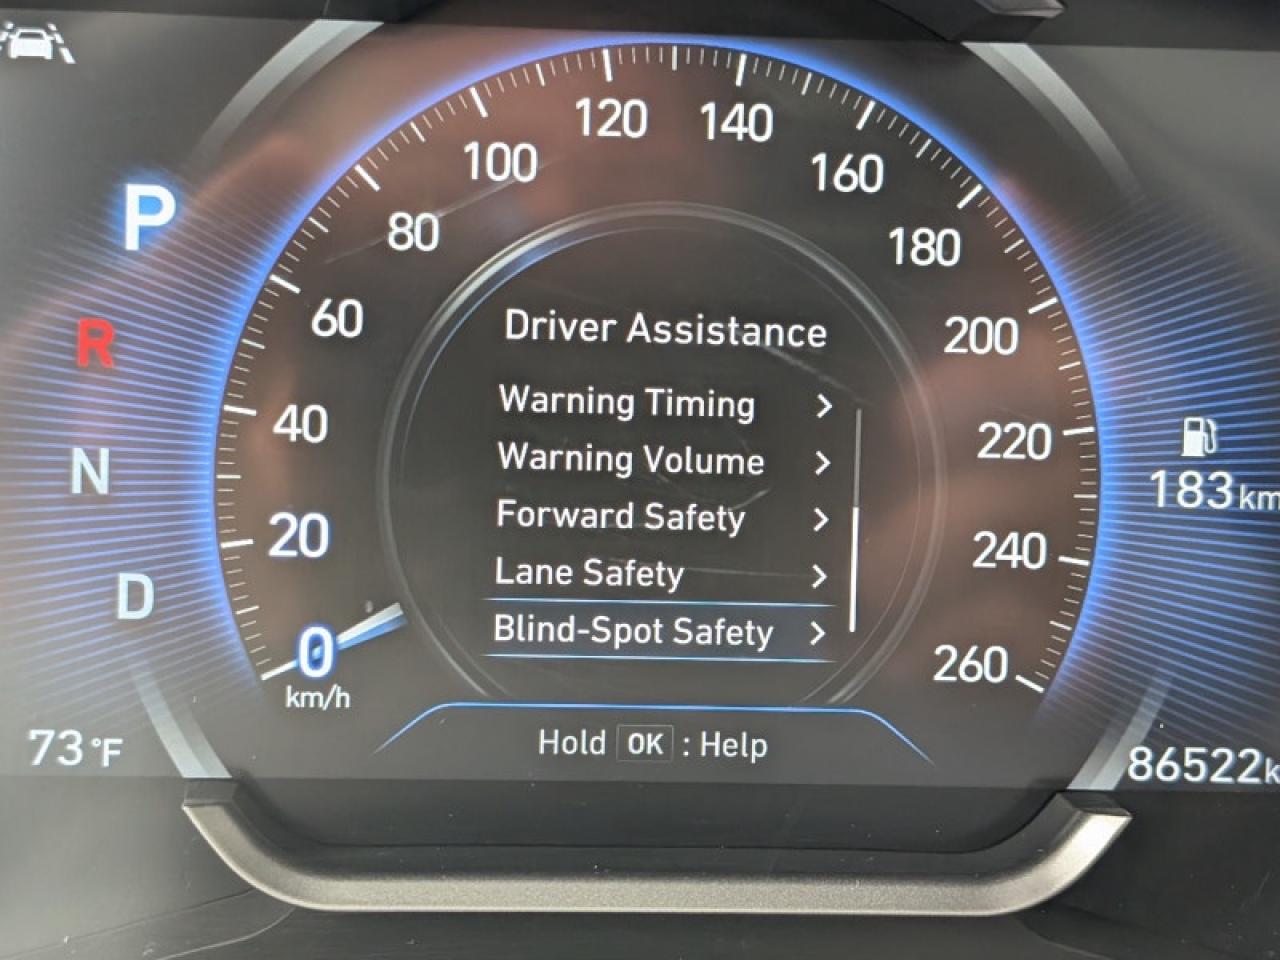 120
140
100
160
80
180
P
60
200
R
40
220
N
20
240
D
0
260
km/h
Driver Assistance
Warning Timing
Warning Volume
Forward Safety
Lane Safety
Blind-Spot Safety
Hold OK : Help
183 km
73 °F
86522 k